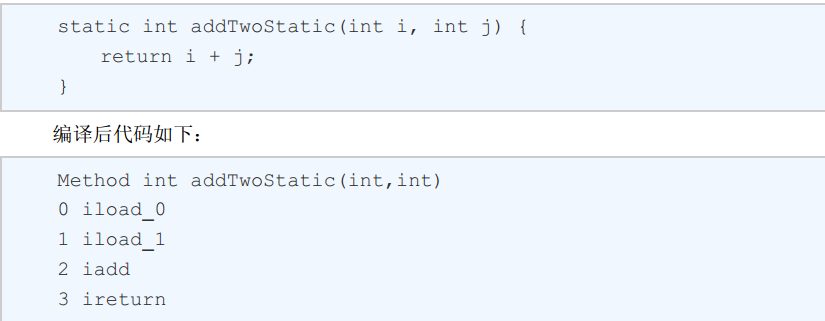 static int addTwoStatic(int i, int j) {
    return i + j;
}
编译后代码如下：
Method int addTwoStatic(int,int)
0 iload_0
1 iload_1
2 iadd
3 ireturn